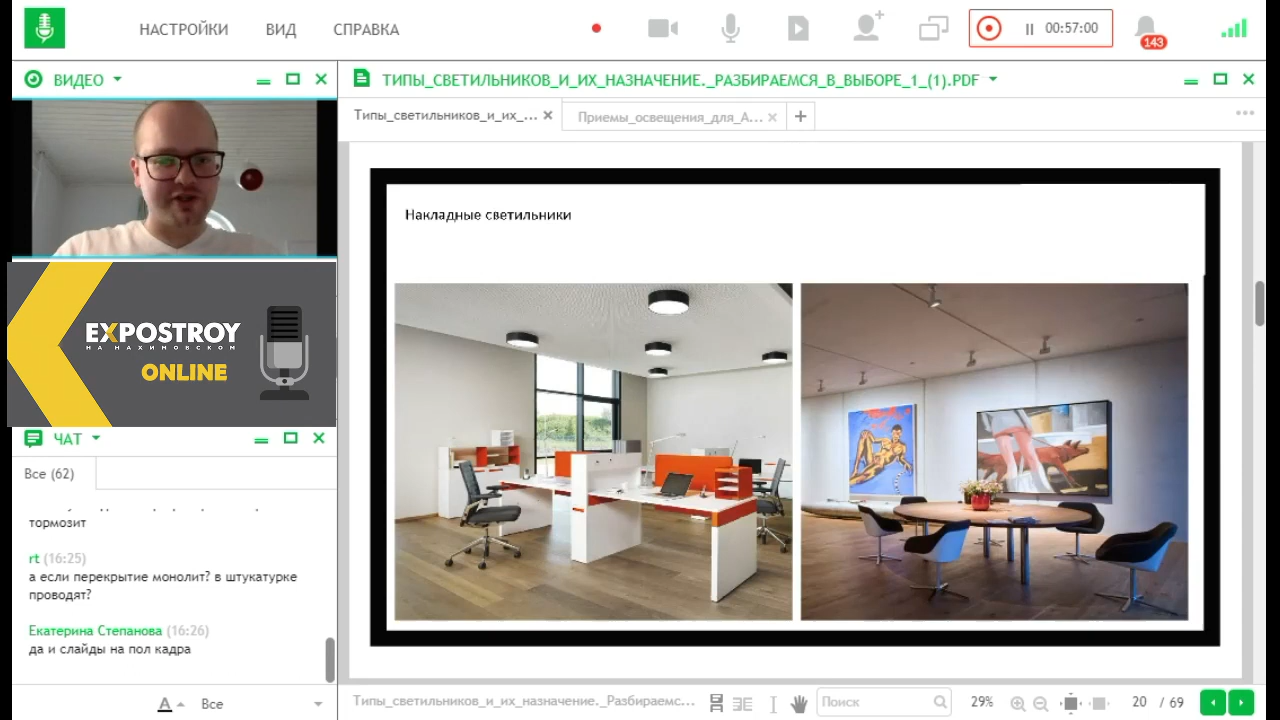 НАСТРОЙКИ ВИД СПРАВКА
00:57:00
143
ВИДЕО
ТИПЫ_СВЕТИЛЬНИКОВ_И_ИХ_НАЗНАЧЕНИЕ._РАЗБИРАЕМСЯ_В_ВЫБОРЕ_1_(1).PDF
Типы_светильников_и_их_...
Приемы_освещения_для_А...
Накладные светильники
EXPOSTROY
НА НАХИМОВСКОМ
ONLINE
ЧАТ
Все (62)
тормозит
rt (16:25)
а если перекрытие монолит? в штукатурке
проводят?
Екатерина Степанова (16:26)
да и слайды на пол кадра
A Все
Типы_светильников_и_их_назначение._Разбираемс...
Поиск
29%
20 / 69